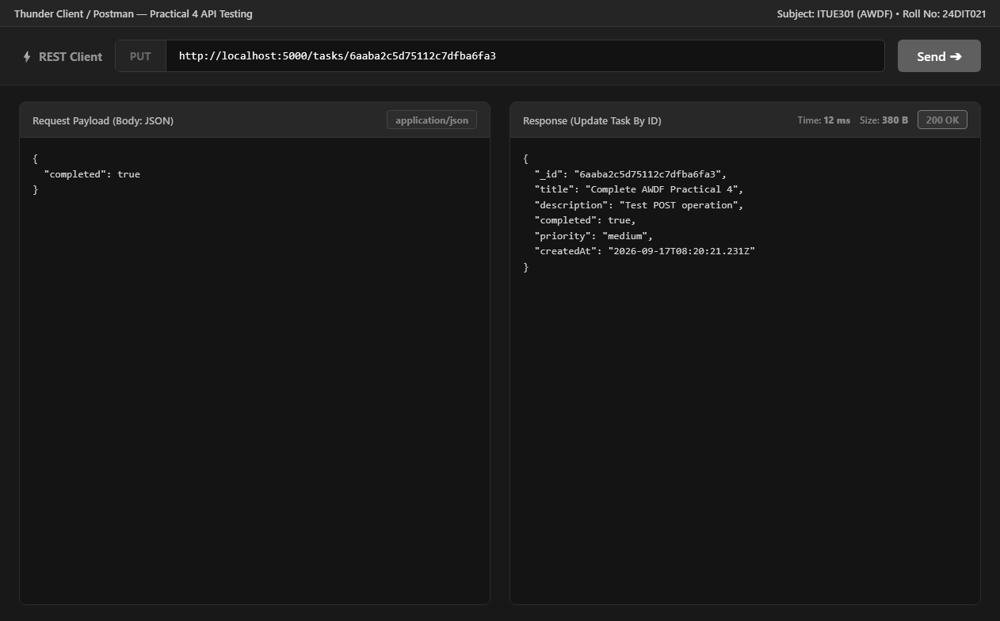 Thunder Client / Postman — Practical 4 API Testing
Subject: ITUE301 (AWDF) • Roll No: 24DIT021
REST Client
PUT
http://localhost:5000/tasks/6aaba2c5d75112c7dfba6fa3
Send ➔
Request Payload (Body: JSON)
application/json
{
  "completed": true
}
Response (Update Task By ID)
Time: 12 ms
Size: 380 B
200 OK
{
  "_id": "6aaba2c5d75112c7dfba6fa3",
  "title": "Complete AWDF Practical 4",
  "description": "Test POST operation",
  "completed": true,
  "priority": "medium",
  "createdAt": "2026-09-17T08:20:21.231Z"
}